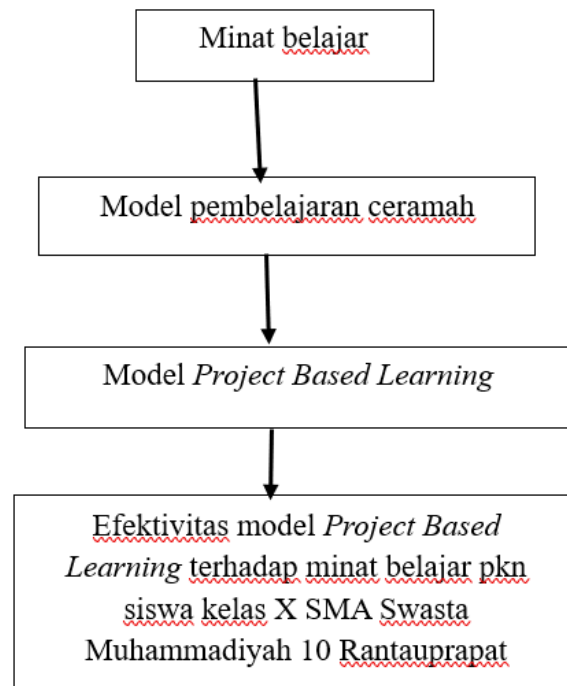 Minat belajar
Model pembelajaran ceramah
Model Project Based Learning
Efektivitas model Project Based
Learning terhadap minat belajar pkn
siswa kelas X SMA Swasta
Muhammadiyah 10 Rantauprapat